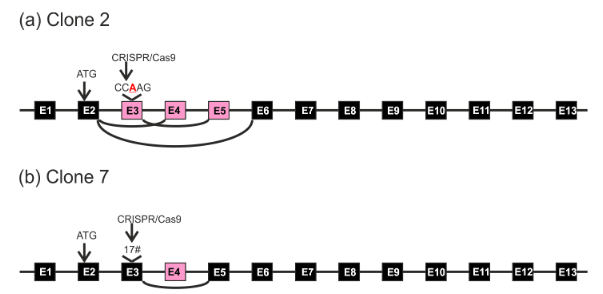 (a) Clone 2
CRISPR/Cas9
ATG
CCAAG
E1 E2 E3 E4 E5 E6 E7 E8 E9 E10 E11 E12 E13
(b) Clone 7
CRISPR/Cas9
ATG
17#
E1 E2 E3 E4 E5 E6 E7 E8 E9 E10 E11 E12 E13